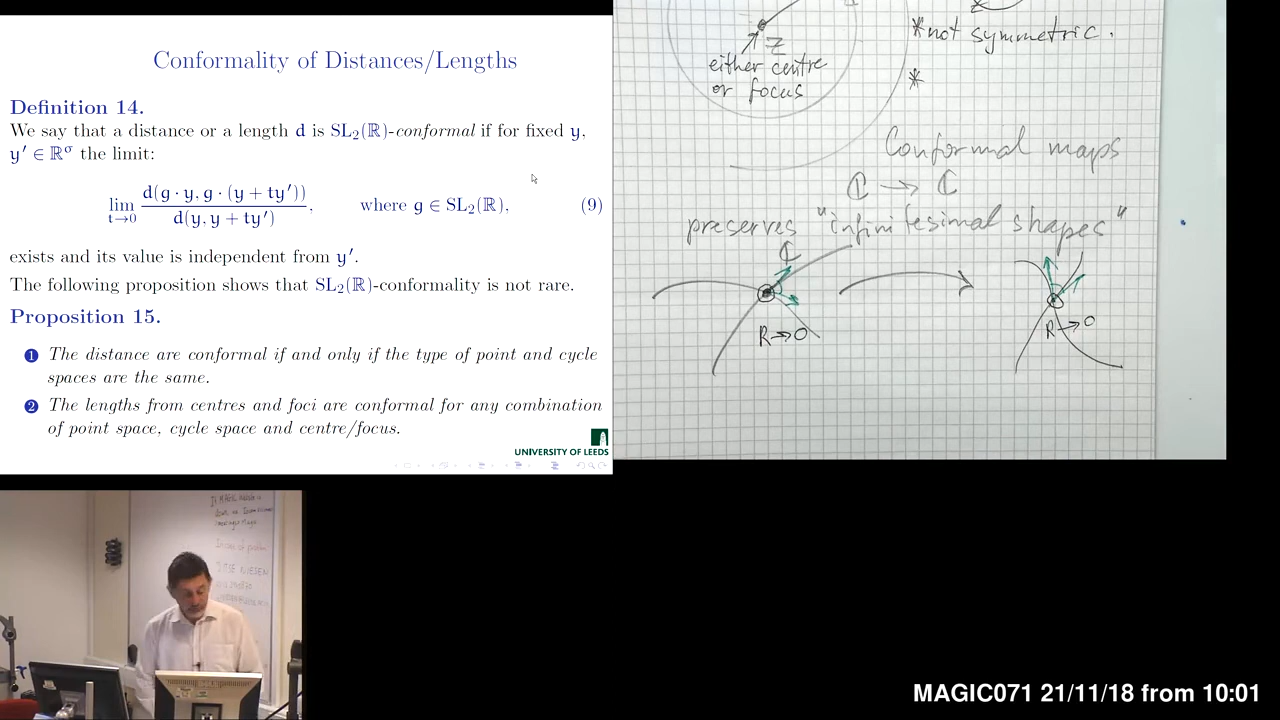 Conformality of Distances/Lengths
Definition 14.
We say that a distance or a length d is SL₂(ℝ)-conformal if for fixed y,
y′ ∈ ℝ^σ the limit:
lim t→0 d(g · y, g · (y + ty′)) / d(y, y + ty′), where g ∈ SL₂(ℝ), (9)
exists and its value is independent from y′.
The following proposition shows that SL₂(ℝ)-conformality is not rare.
Proposition 15.
1 The distance are conformal if and only if the type of point and cycle
spaces are the same.
2 The lengths from centres and foci are conformal for any combination
of point space, cycle space and centre/focus.
UNIVERSITY OF LEEDS
*not symmetric.
z
either centre
or focus
*
Conformal maps
ℂ → ℂ
preserves "infinitesimal shapes"
ℂ
R→0
R→0
MAGIC071 21/11/18 from 10:01